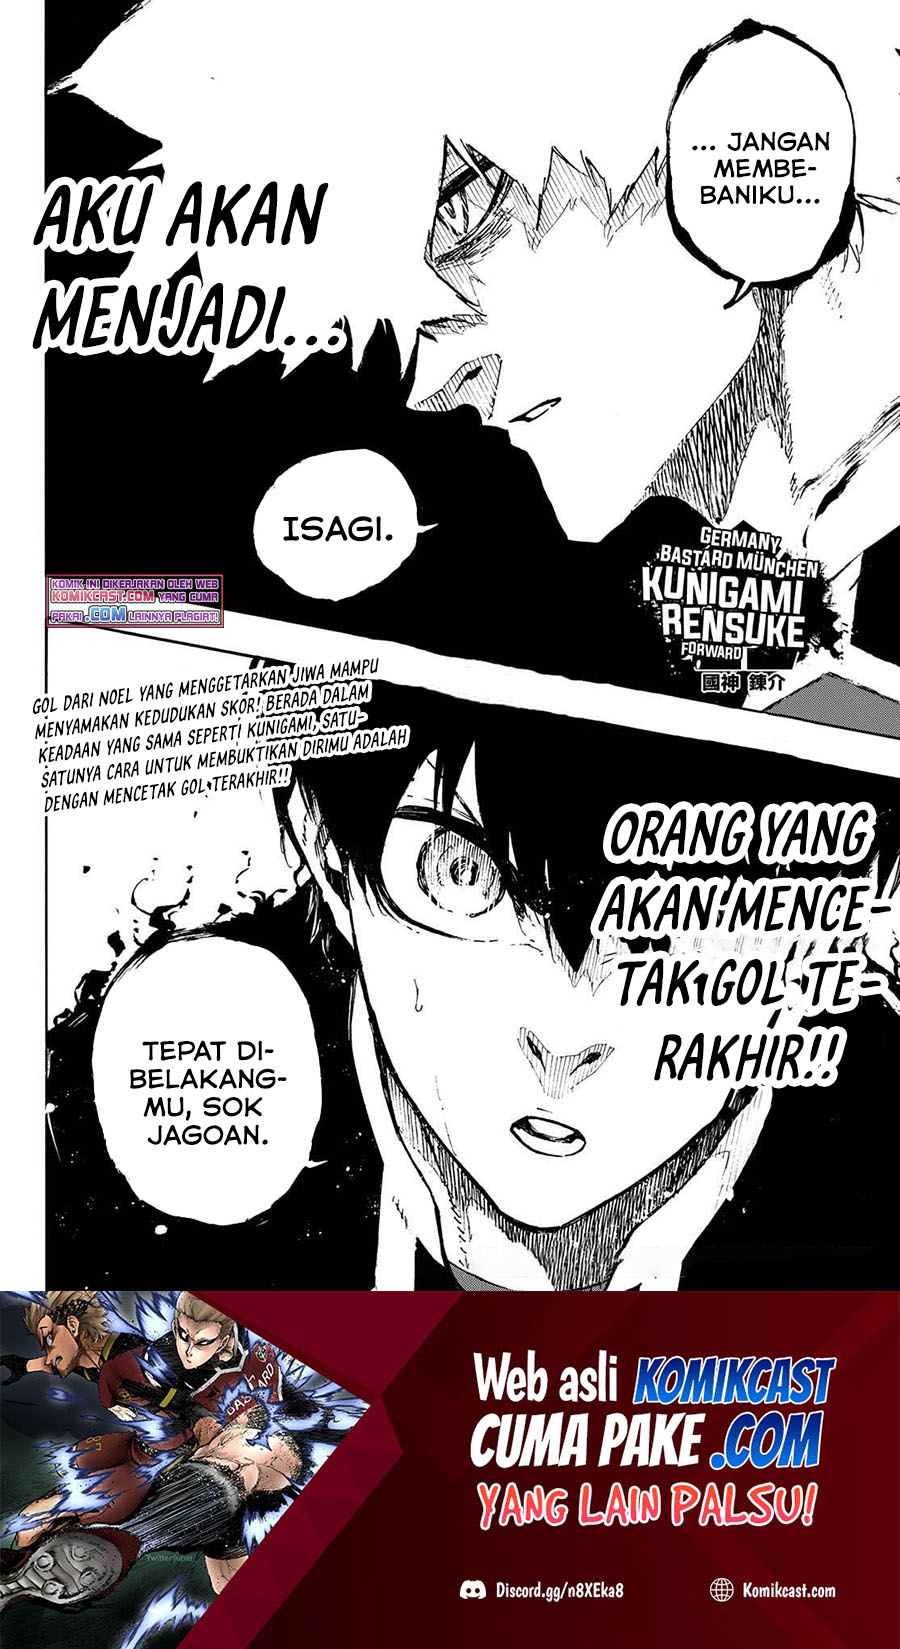 ... JANGAN
MEMBE-
BANIKU...
AKU AKAN
MENJADI...
ISAGI.
GERMANY
BASTARD MÜNCHEN
KUNIGAMI
RENSUKE
FORWARD
國神 錬介
KOMIK INI DIKERJAKAN OLEH WEB
KOMIKCAST.COM YANG CUMA
PAKAI .COM LAINNYA PLAGIAT!
GOL DARI NOEL YANG MENGGETARKAN JIWA MAMPU
MENYAMAKAN KEDUDUKAN SKOR! BERADA DALAM
KEADAAN YANG SAMA SEPERTI KUNIGAMI, SATU-
SATUNYA CARA UNTUK MEMBUKTIKAN DIRIMU ADALAH
DENGAN MENCETAK GOL TERAKHIR!!
ORANG YANG
AKAN MENCE-
TAK GOL TE-
RAKHIR!!
TEPAT DI-
BELAKANG-
MU, SOK
JAGOAN.
Web asli KOMIKCAST
CUMA PAKE .COM
YANG LAIN PALSU!
Discord.gg/n8XEka8
Komikcast.com